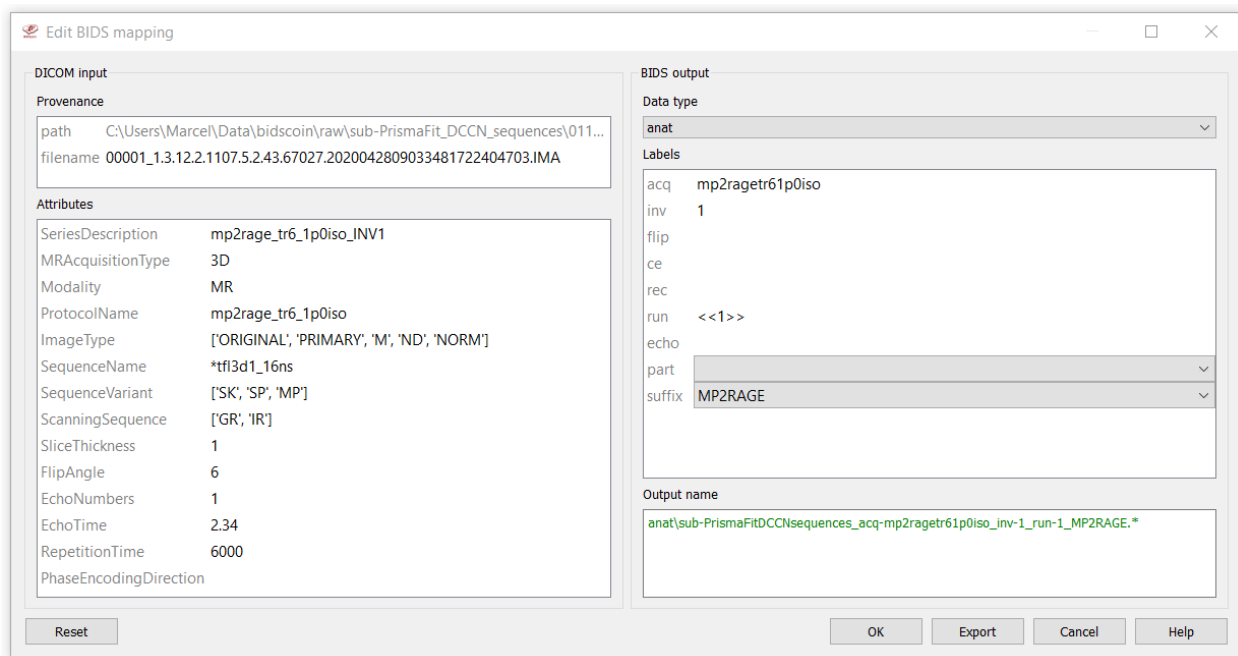 Edit BIDS mapping
DICOM input
Provenance
path C:\Users\Marcel\Data\bidscoin\raw\sub-PrismaFit_DCCN_sequences\011...
filename 00001_1.3.12.2.1107.5.2.43.67027.2020042809033481722404703.IMA
Attributes
SeriesDescription mp2rage_tr6_1p0iso_INV1
MRAcquisitionType 3D
Modality MR
ProtocolName mp2rage_tr6_1p0iso
ImageType ['ORIGINAL', 'PRIMARY', 'M', 'ND', 'NORM']
SequenceName *tfl3d1_16ns
SequenceVariant ['SK', 'SP', 'MP']
ScanningSequence ['GR', 'IR']
SliceThickness 1
FlipAngle 6
EchoNumbers 1
EchoTime 2.34
RepetitionTime 6000
PhaseEncodingDirection
BIDS output
Data type
anat
Labels
acq mp2ragetr61p0iso
inv 1
flip
ce
rec
run <<1>>
echo
part
suffix MP2RAGE
Output name
anat\sub-PrismaFitDCCNsequences_acq-mp2ragetr61p0iso_inv-1_run-1_MP2RAGE.*
Reset
OK
Export
Cancel
Help